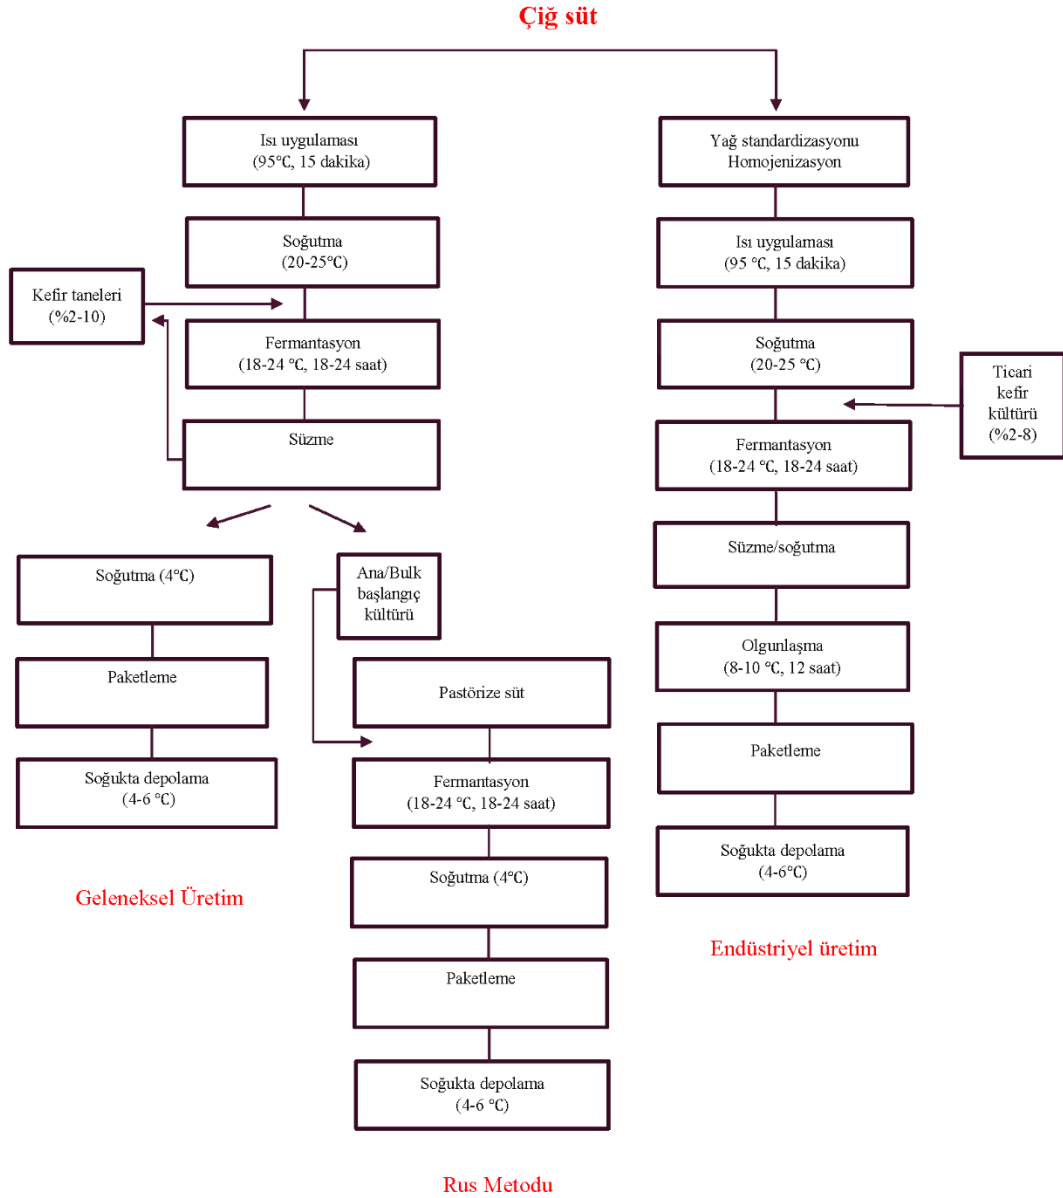 Çiğ süt
Isı uygulaması
(95℃, 15 dakika)
Soğutma
(20-25℃)
Kefir taneleri
(%2-10)
Fermantasyon
(18-24 ℃, 18-24 saat)
Süzme
Soğutma (4℃)
Paketleme
Soğukta depolama
(4-6 ℃)
Geleneksel Üretim
Ana/Bulk
başlangıç
kültürü
Pastörize süt
Fermantasyon
(18-24 ℃, 18-24 saat)
Soğutma (4℃)
Paketleme
Soğukta depolama
(4-6 ℃)
Rus Metodu
Yağ standardizasyonu
Homojenizasyon
Isı uygulaması
(95 ℃, 15 dakika)
Soğutma
(20-25 ℃)
Ticari
kefir
kültürü
(%2-8)
Fermantasyon
(18-24 ℃, 18-24 saat)
Süzme/soğutma
Olgunlaşma
(8-10 ℃, 12 saat)
Paketleme
Soğukta depolama
(4-6℃)
Endüstriyel üretim